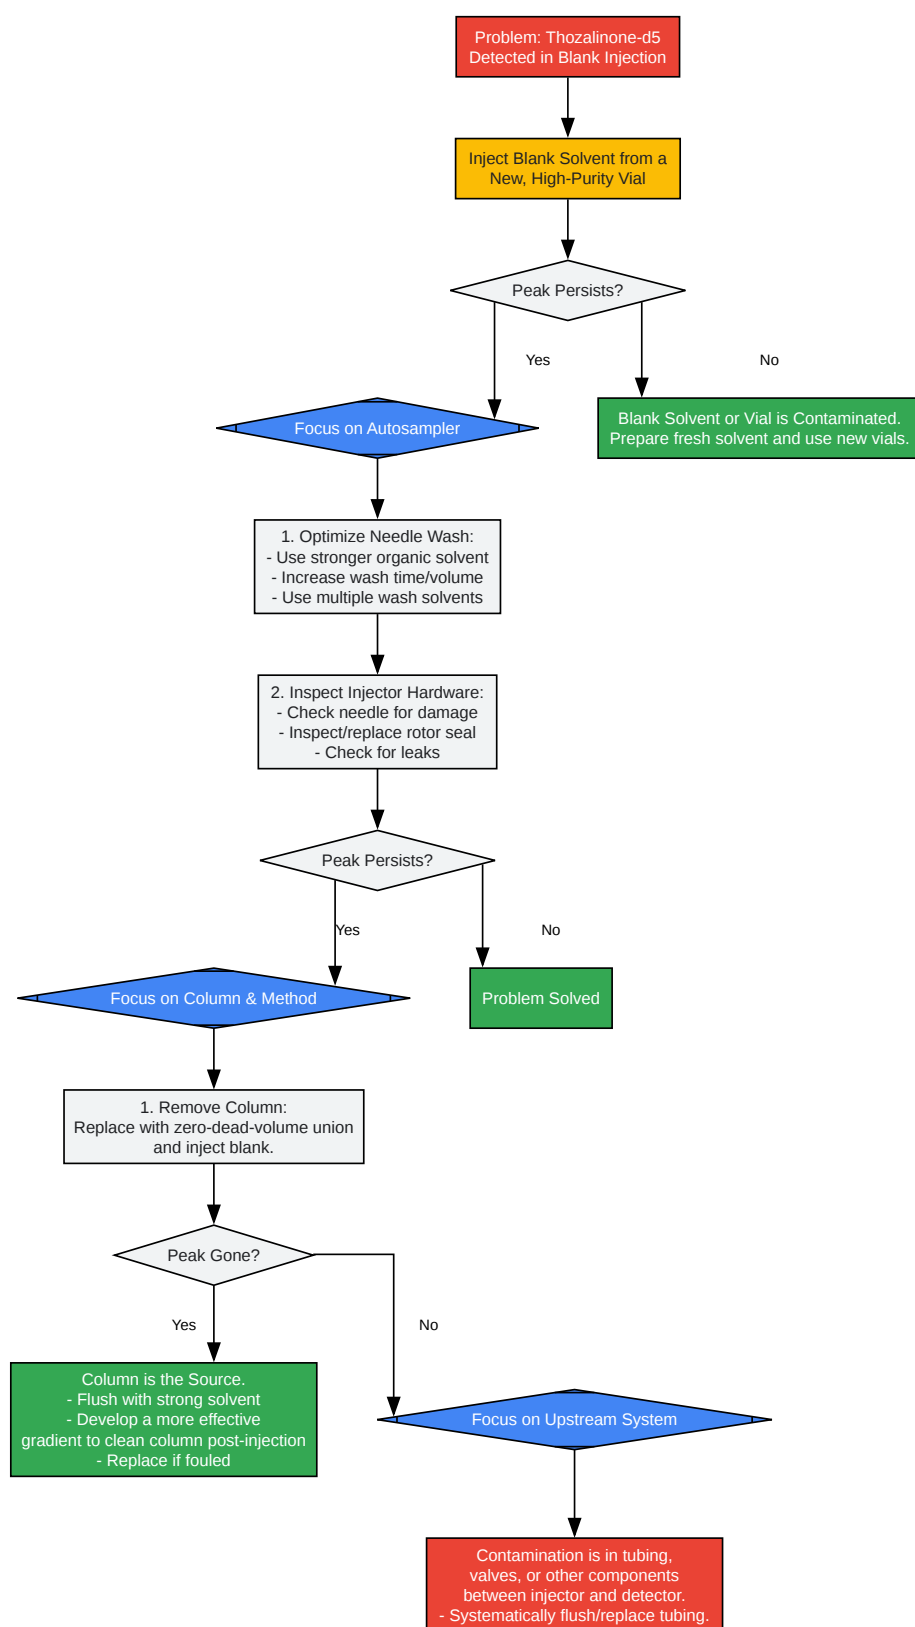 Problem: Thozalinone-d5
Detected in Blank Injection
Inject Blank Solvent from a
New, High-Purity Vial
Peak Persists?
Yes
No
Focus on Autosampler
Blank Solvent or Vial is Contaminated.
Prepare fresh solvent and use new vials.
1. Optimize Needle Wash:
- Use stronger organic solvent
- Increase wash time/volume
- Use multiple wash solvents
2. Inspect Injector Hardware:
- Check needle for damage
- Inspect/replace rotor seal
- Check for leaks
Peak Persists?
Yes
No
Focus on Column & Method
Problem Solved
1. Remove Column:
Replace with zero-dead-volume union
and inject blank.
Peak Gone?
Yes
No
Column is the Source.
- Flush with strong solvent
- Develop a more effective
gradient to clean column post-injection
- Replace if fouled
Focus on Upstream System
Contamination is in tubing,
valves, or other components
between injector and detector.
- Systematically flush/replace tubing.